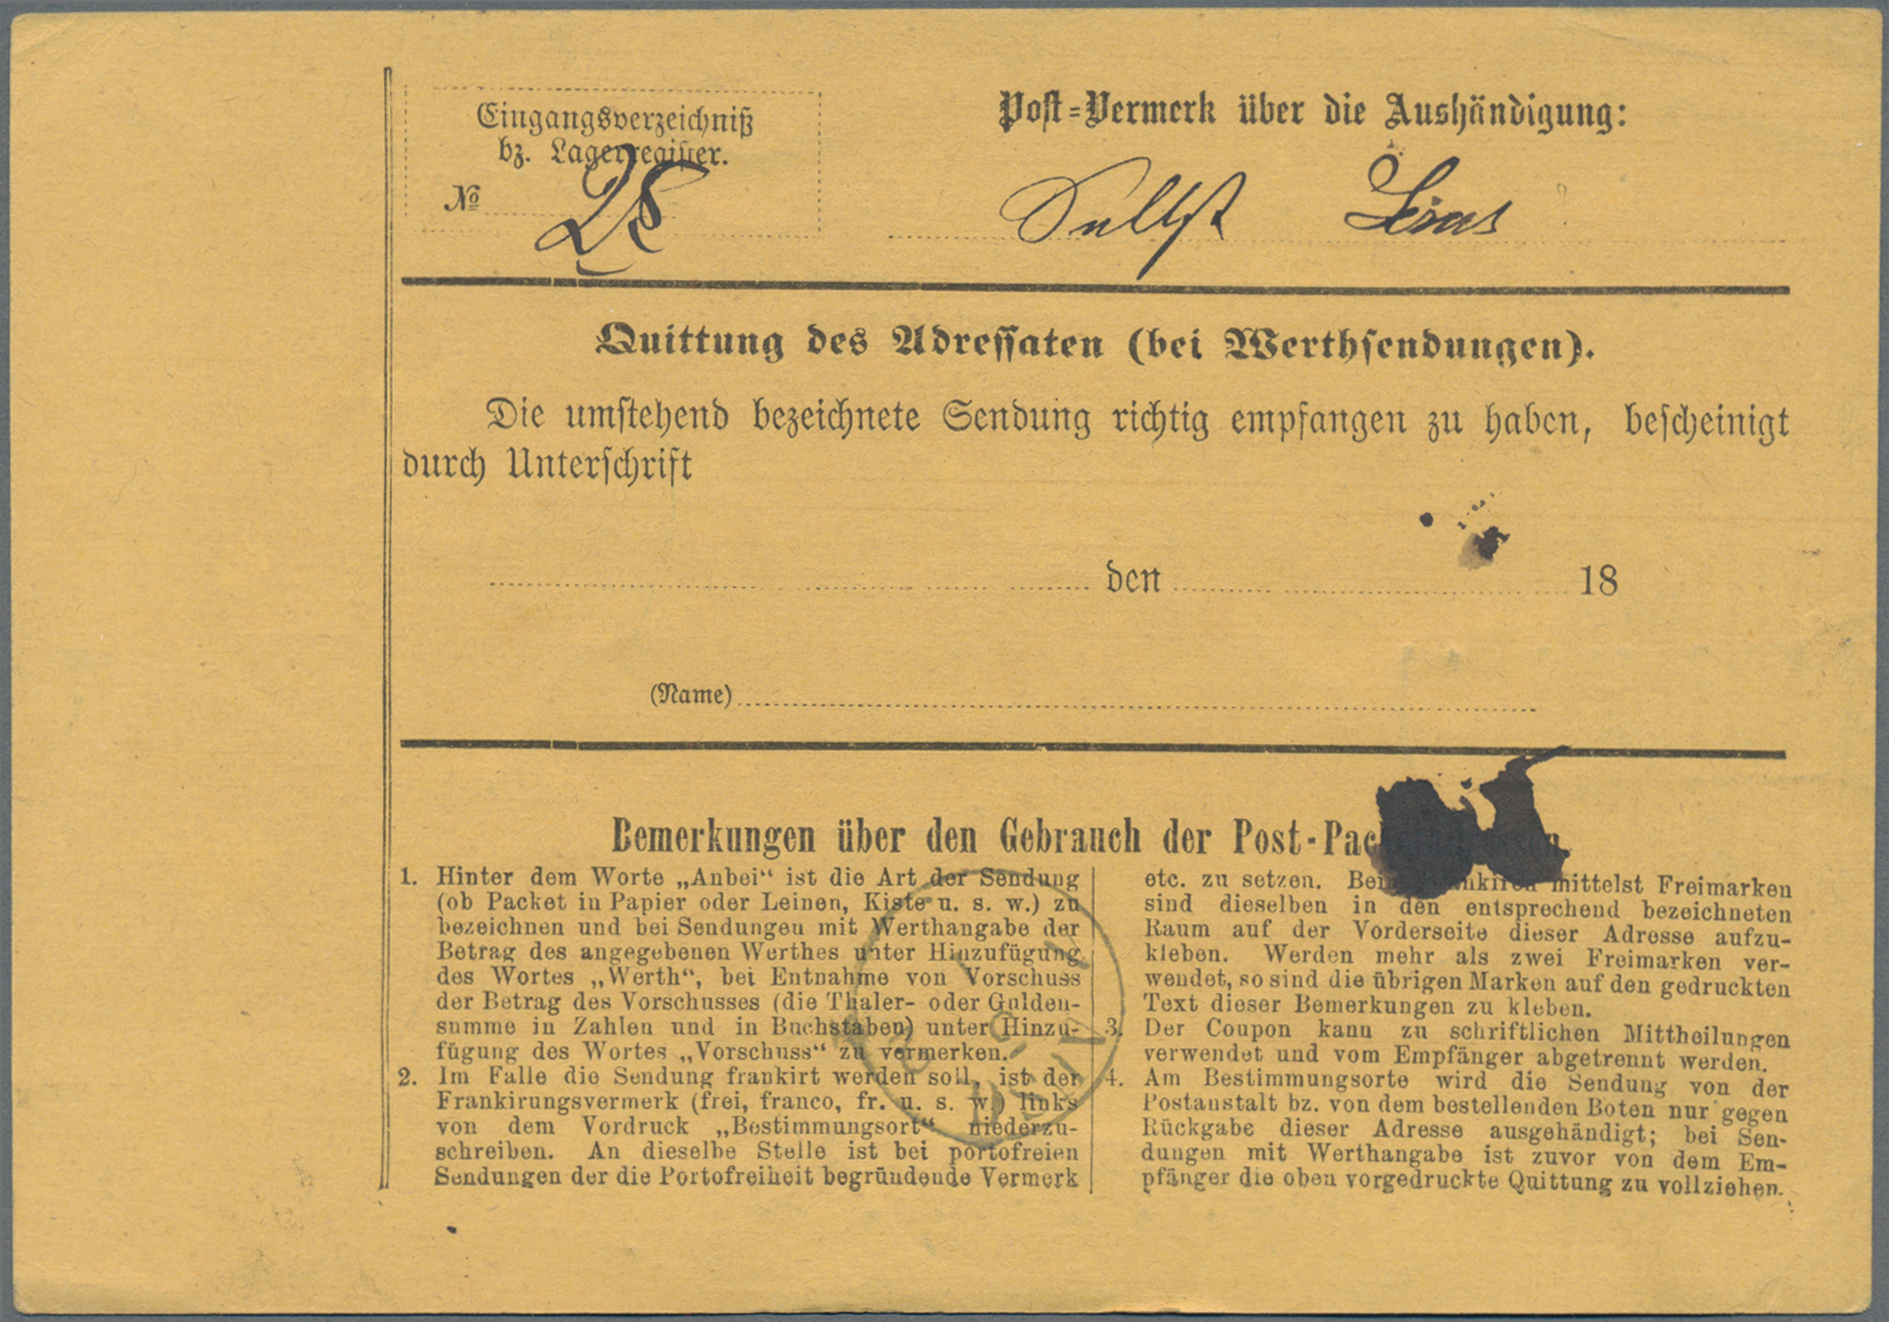 Eingangsverzeichniß
bz. Lagerregister.
№ 28
Post-Vermerk über die Aushändigung:
Selbst
Quittung des Adressaten (bei Werthsendungen).
Die umstehend bezeichnete Sendung richtig empfangen zu haben, bescheinigt
durch Unterschrift
den 18
(Name)
Bemerkungen über den Gebrauch der Post-
1. Hinter dem Worte „Anbei“ ist die Art der Sendung
(ob Packet in Papier oder Leinen, Kiste u. s. w.) zu
bezeichnen und bei Sendungen mit Werthangabe der
Betrag des angegebenen Werthes unter Hinzufügung
des Wortes „Werth“, bei Entnahme von Vorschuss
der Betrag des Vorschusses (die Thaler- oder Gulden-
summe in Zahlen und in Buchstaben) unter Hinzu-
fügung des Wortes „Vorschuss“ zu vermerken.
2. Im Falle die Sendung frankirt werden soll, ist der
Frankirungsvermerk (frei, franco, fr. u. s. w.) links
von dem Vordruck „Bestimmungsort“ niederzu-
schreiben. An dieselbe Stelle ist bei portofreien
Sendungen der die Portofreiheit begründende Vermerk
etc. zu setzen. mittelst Freimarken
sind dieselben in den entsprechend bezeichneten
Raum auf der Vorderseite dieser Adresse aufzu-
kleben. Werden mehr als zwei Freimarken ver-
wendet, so sind die übrigen Marken auf den gedruckten
Text dieser Bemerkungen zu kleben.
3. Der Coupon kann zu schriftlichen Mittheilungen
verwendet und vom Empfänger abgetrennt werden.
4. Am Bestimmungsorte wird die Sendung von der
Postanstalt bz. von dem bestellenden Boten nur gegen
Rückgabe dieser Adresse ausgehändigt; bei Sen-
dungen mit Werthangabe ist zuvor von dem Em-
pfänger die oben vorgedruckte Quittung zu vollziehen.